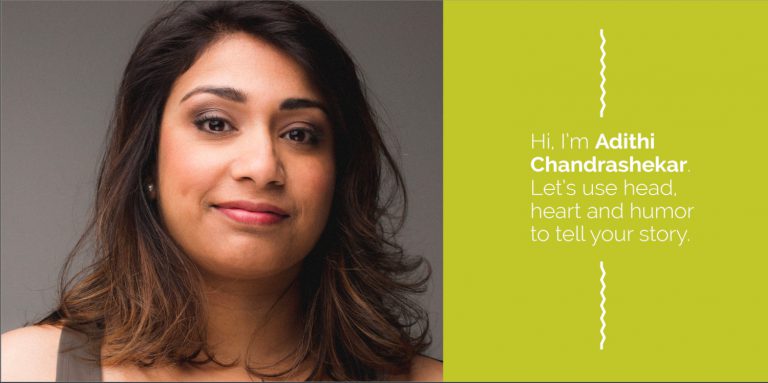 Hi, I'm Adithi
Chandrashekar.
Let's use head,
heart and humor
to tell your story.